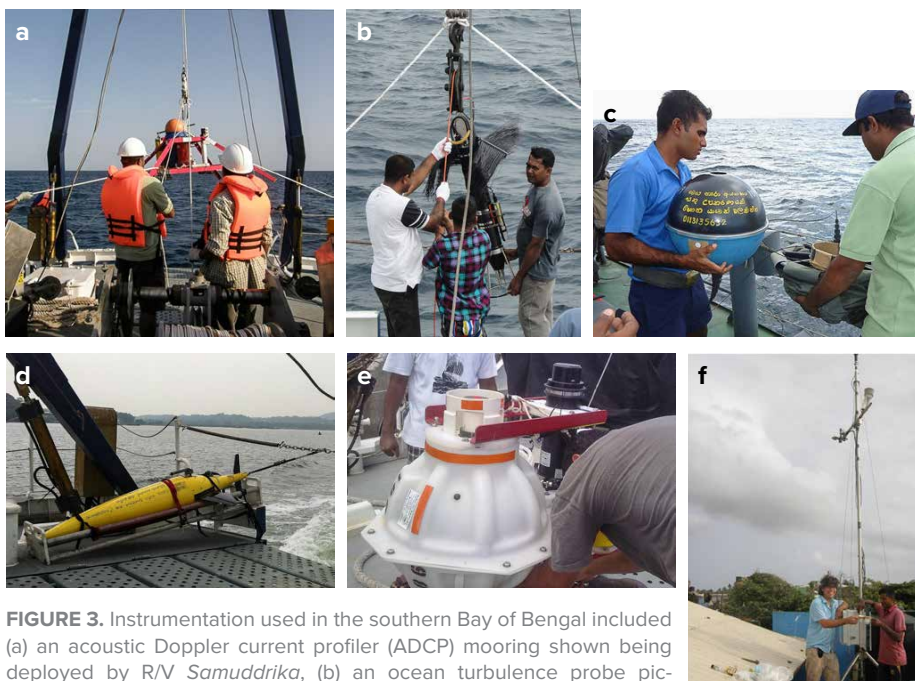 a
b
c
0113135692
d
e
f
FIGURE 3. Instrumentation used in the southern Bay of Bengal included
(a) an acoustic Doppler current profiler (ADCP) mooring shown being
deployed by R/V Samuddrika, (b) an ocean turbulence probe pic-